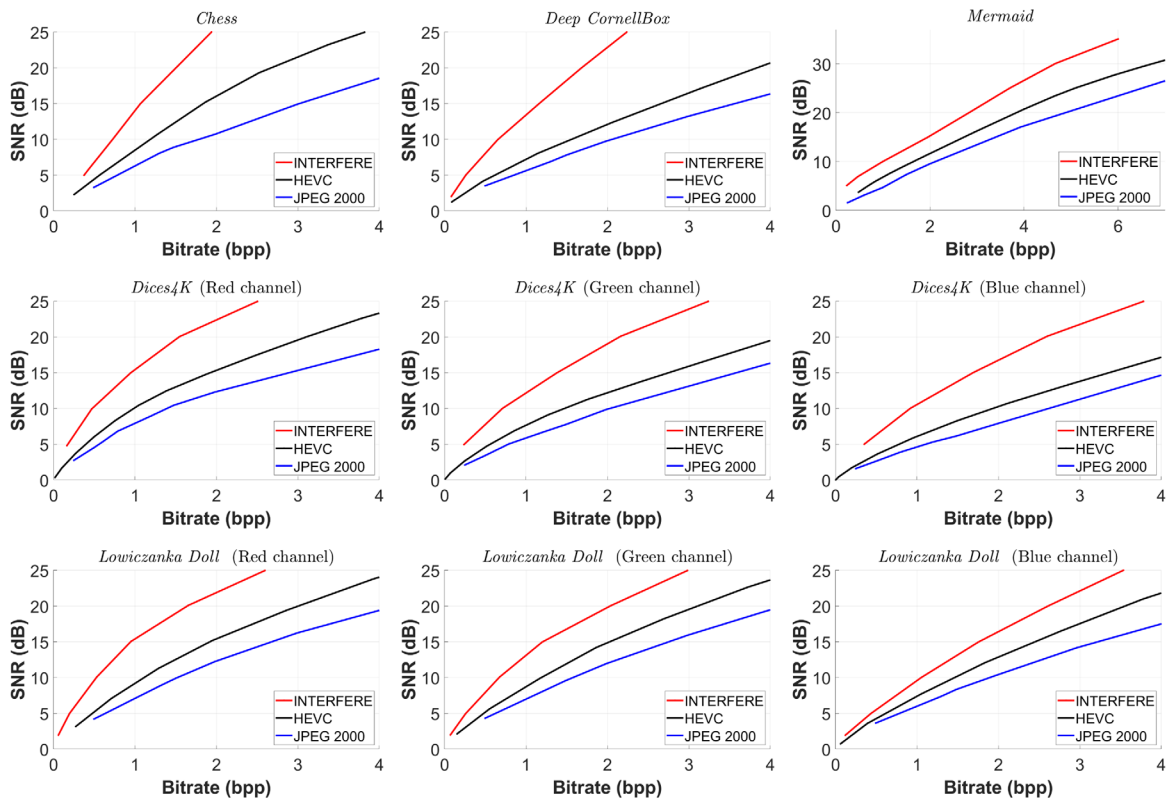 Chess
SNR (dB)
25
20
15
10
5
0
INTERFERE
HEVC
JPEG 2000
0 1 2 3 4
Bitrate (bpp)
Deep CornellBox
SNR (dB)
25
20
15
10
5
0
INTERFERE
HEVC
JPEG 2000
0 1 2 3 4
Bitrate (bpp)
Mermaid
SNR (dB)
30
20
10
0
INTERFERE
HEVC
JPEG 2000
0 2 4 6
Bitrate (bpp)
Dices4K (Red channel)
SNR (dB)
25
20
15
10
5
0
INTERFERE
HEVC
JPEG 2000
0 1 2 3 4
Bitrate (bpp)
Dices4K (Green channel)
SNR (dB)
25
20
15
10
5
0
INTERFERE
HEVC
JPEG 2000
0 1 2 3 4
Bitrate (bpp)
Dices4K (Blue channel)
SNR (dB)
25
20
15
10
5
0
INTERFERE
HEVC
JPEG 2000
0 1 2 3 4
Bitrate (bpp)
Lowiczanka Doll (Red channel)
SNR (dB)
25
20
15
10
5
0
INTERFERE
HEVC
JPEG 2000
0 1 2 3 4
Bitrate (bpp)
Lowiczanka Doll (Green channel)
SNR (dB)
25
20
15
10
5
0
INTERFERE
HEVC
JPEG 2000
0 1 2 3 4
Bitrate (bpp)
Lowiczanka Doll (Blue channel)
SNR (dB)
25
20
15
10
5
0
INTERFERE
HEVC
JPEG 2000
0 1 2 3 4
Bitrate (bpp)